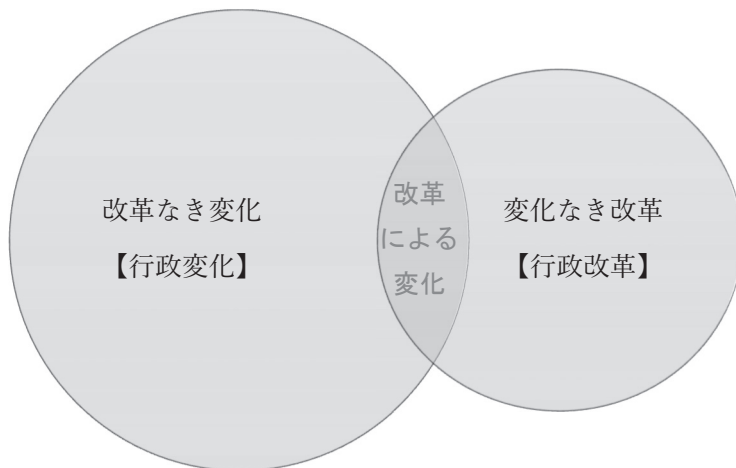 改革なき変化
【行政変化】
改革
による
変化
変化なき改革
【行政改革】